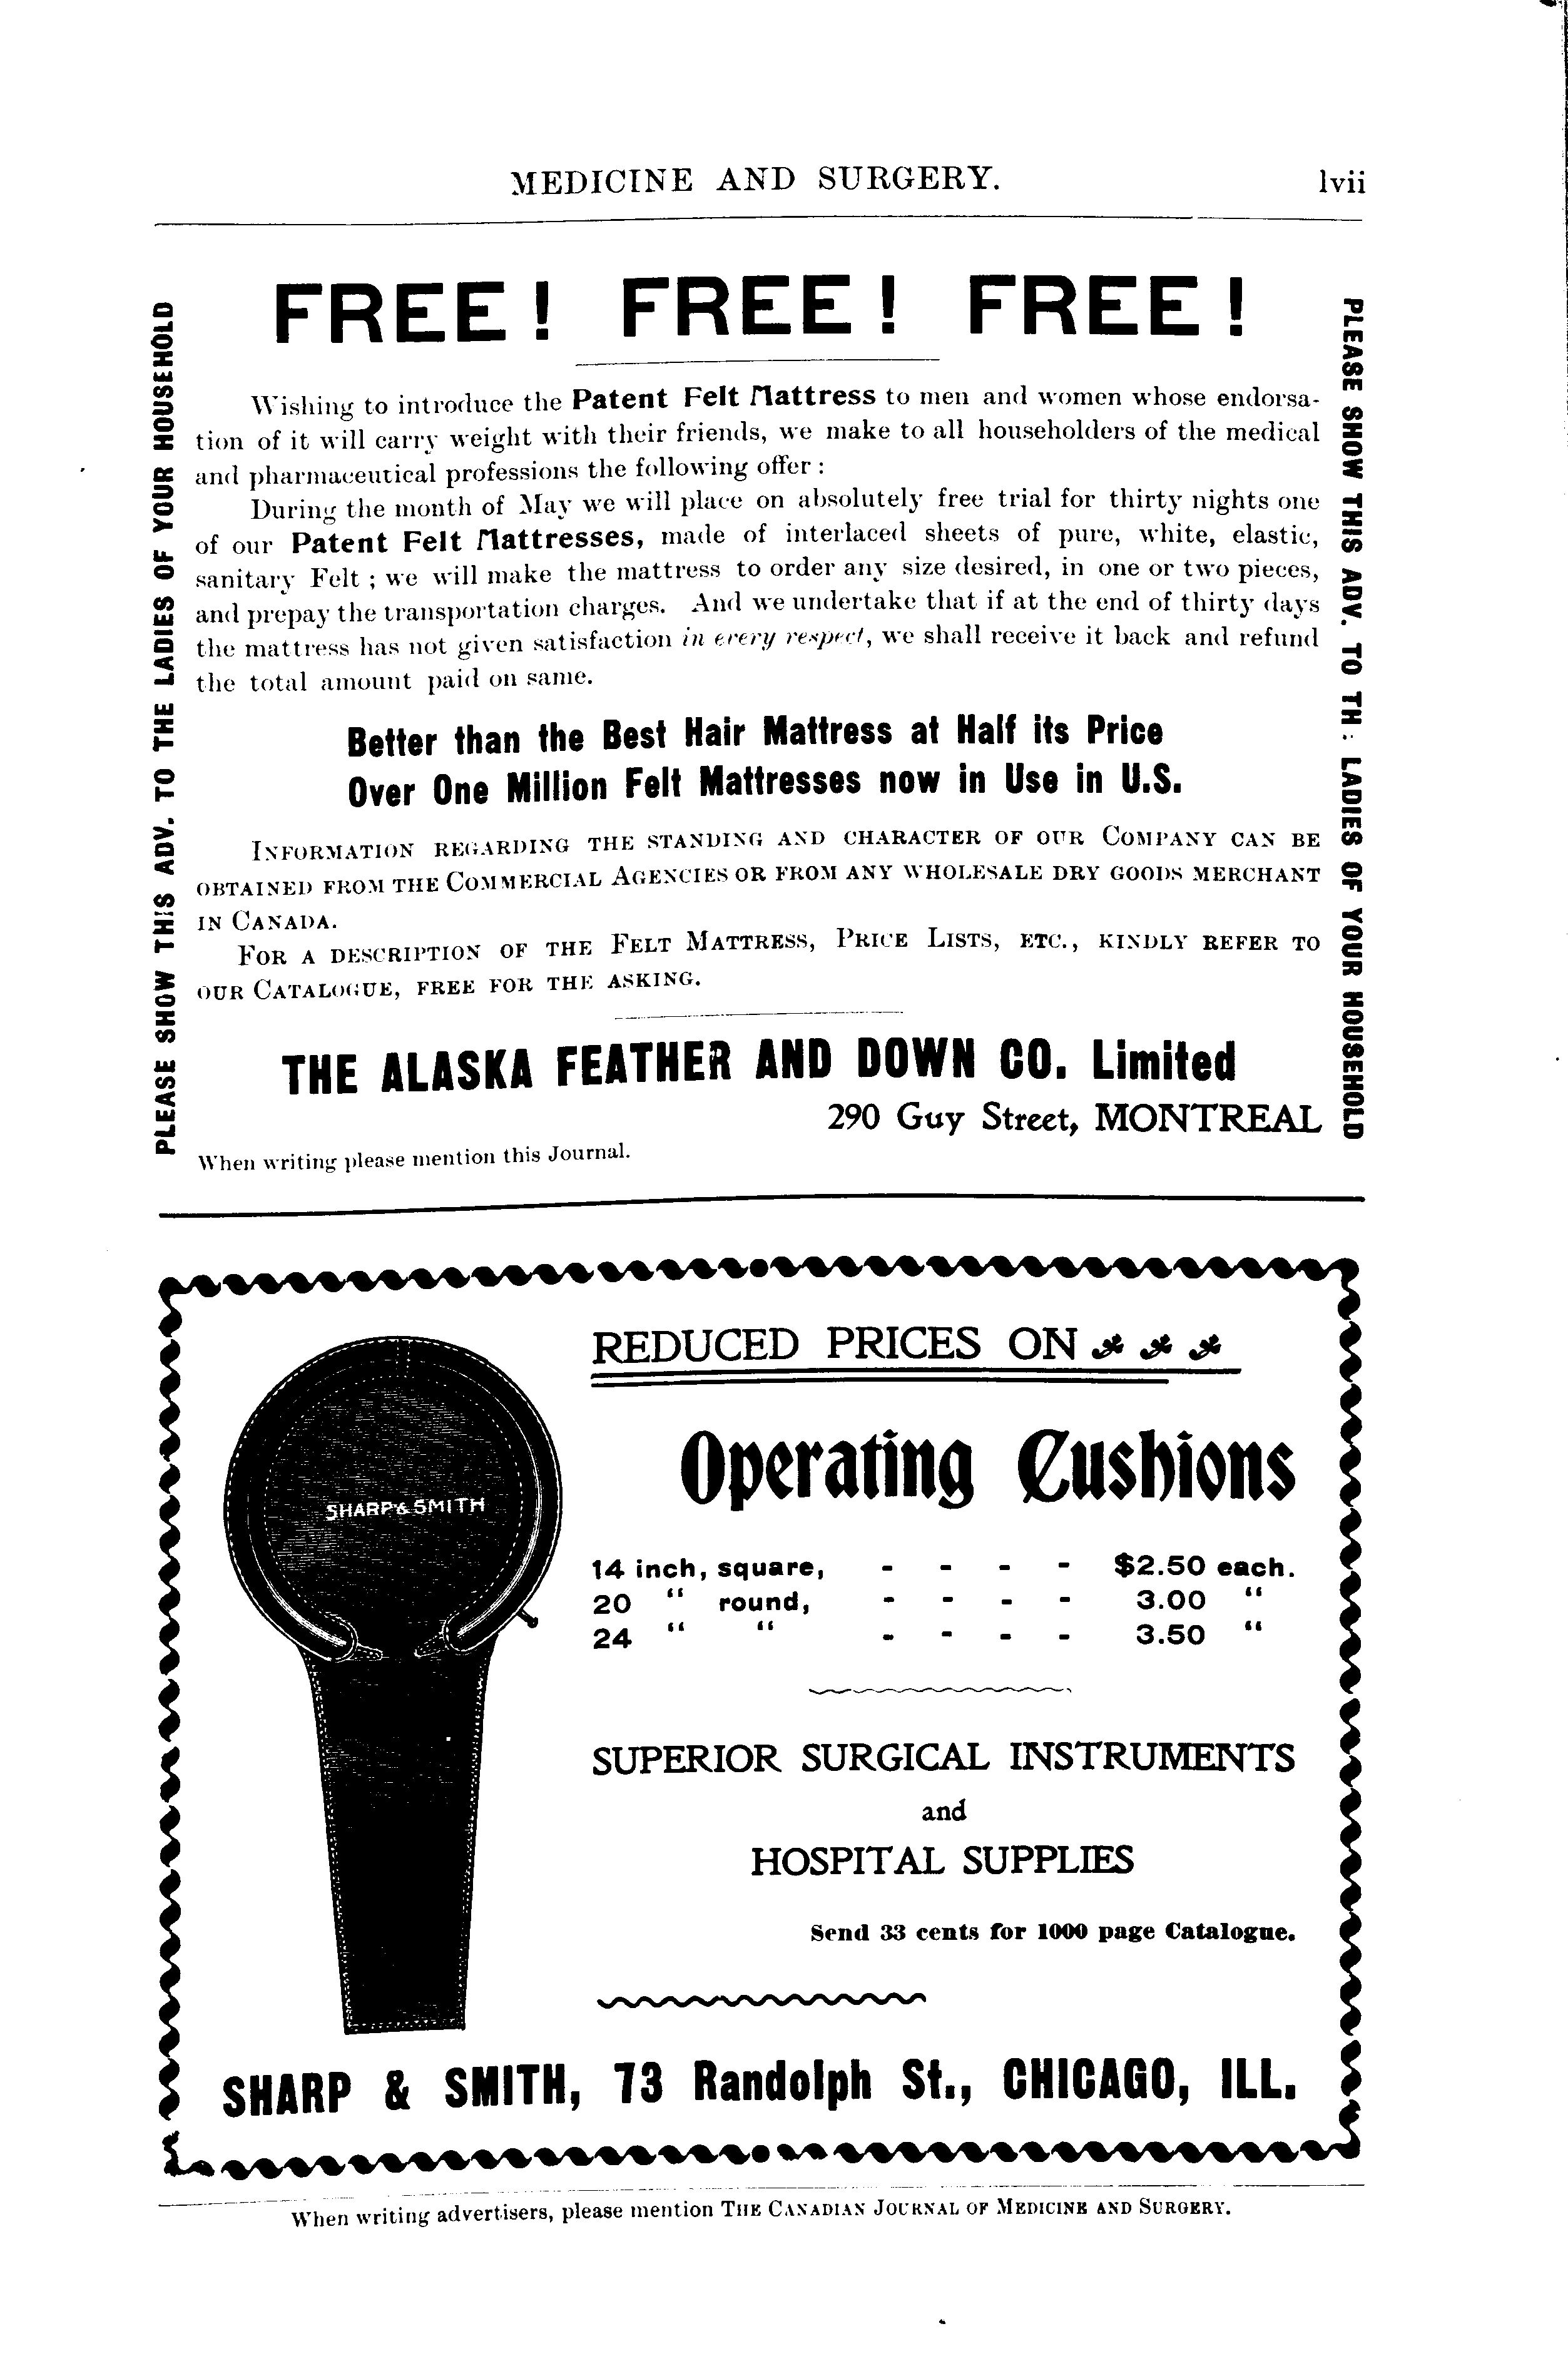 MEDICINE AND SURGERY. lvii
FREE! FREE! FREE!
PLEASE SHOW THIS ADV. TO THE LADIES OF YOUR HOUSEHOLD
Wishing to introduce the Patent Felt Mattress to men and women whose endorsa-
tion of it will carry weight with their friends, we make to all householders of the medical
and pharmaceutical professions the following offer :
During the month of May we will place on absolutely free trial for thirty nights one
of our Patent Felt Mattresses, made of interlaced sheets of pure, white, elastic,
sanitary Felt ; we will make the mattress to order any size desired, in one or two pieces,
and prepay the transportation charges. And we undertake that if at the end of thirty days
the mattress has not given satisfaction in every respect, we shall receive it back and refund
the total amount paid on same.
Better than the Best Hair Mattress at Half its Price
Over One Million Felt Mattresses now in Use in U.S.
INFORMATION REGARDING THE STANDING AND CHARACTER OF OUR COMPANY CAN BE
OBTAINED FROM THE COMMERCIAL AGENCIES OR FROM ANY WHOLESALE DRY GOODS MERCHANT
IN CANADA.
FOR A DESCRIPTION OF THE FELT MATTRESS, PRICE LISTS, ETC., KINDLY REFER TO
OUR CATALOGUE, FREE FOR THE ASKING.
THE ALASKA FEATHER AND DOWN CO. Limited
290 Guy Street, MONTREAL
When writing please mention this Journal.
PLEASE SHOW THIS ADV. TO TH. LADIES OF YOUR HOUSEHOLD
REDUCED PRICES ON
Operating Cushions
SHARP & SMITH
14 inch, square, - - - - $2.50 each.
20 “ round, - - - - 3.00 “
24 “ “ - - - - 3.50 “
SUPERIOR SURGICAL INSTRUMENTS
and
HOSPITAL SUPPLIES
Send 33 cents for 1000 page Catalogue.
SHARP & SMITH, 73 Randolph St., CHICAGO, ILL.
When writing advertisers, please mention THE CANADIAN JOURNAL OF MEDICINE AND SURGERY.